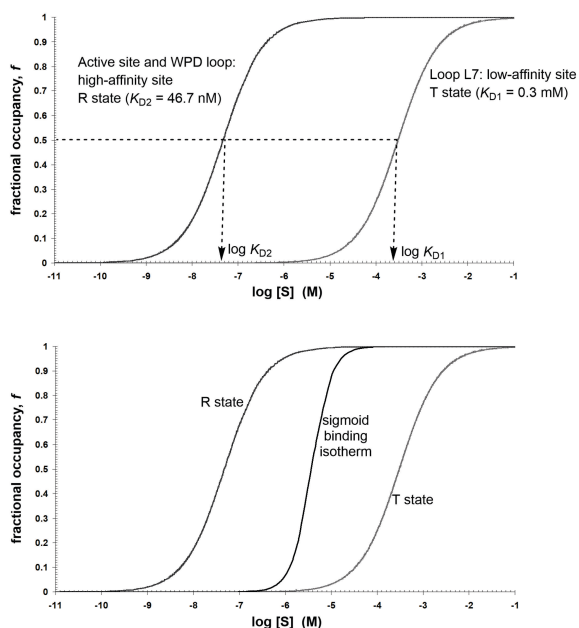 fractional occupancy, f
1
0.9
0.8
0.7
0.6
0.5
0.4
0.3
0.2
0.1
0
Active site and WPD loop:
high-affinity site
R state (KD2 = 46.7 nM)
Loop L7: low-affinity site
T state (KD1 = 0.3 mM)
log KD2
log KD1
-11 -10 -9 -8 -7 -6 -5 -4 -3 -2 -1
log [S] (M)
fractional occupancy, f
1
0.9
0.8
0.7
0.6
0.5
0.4
0.3
0.2
0.1
0
R state
sigmoid
binding
isotherm
T state
-11 -10 -9 -8 -7 -6 -5 -4 -3 -2 -1
log [S] (M)